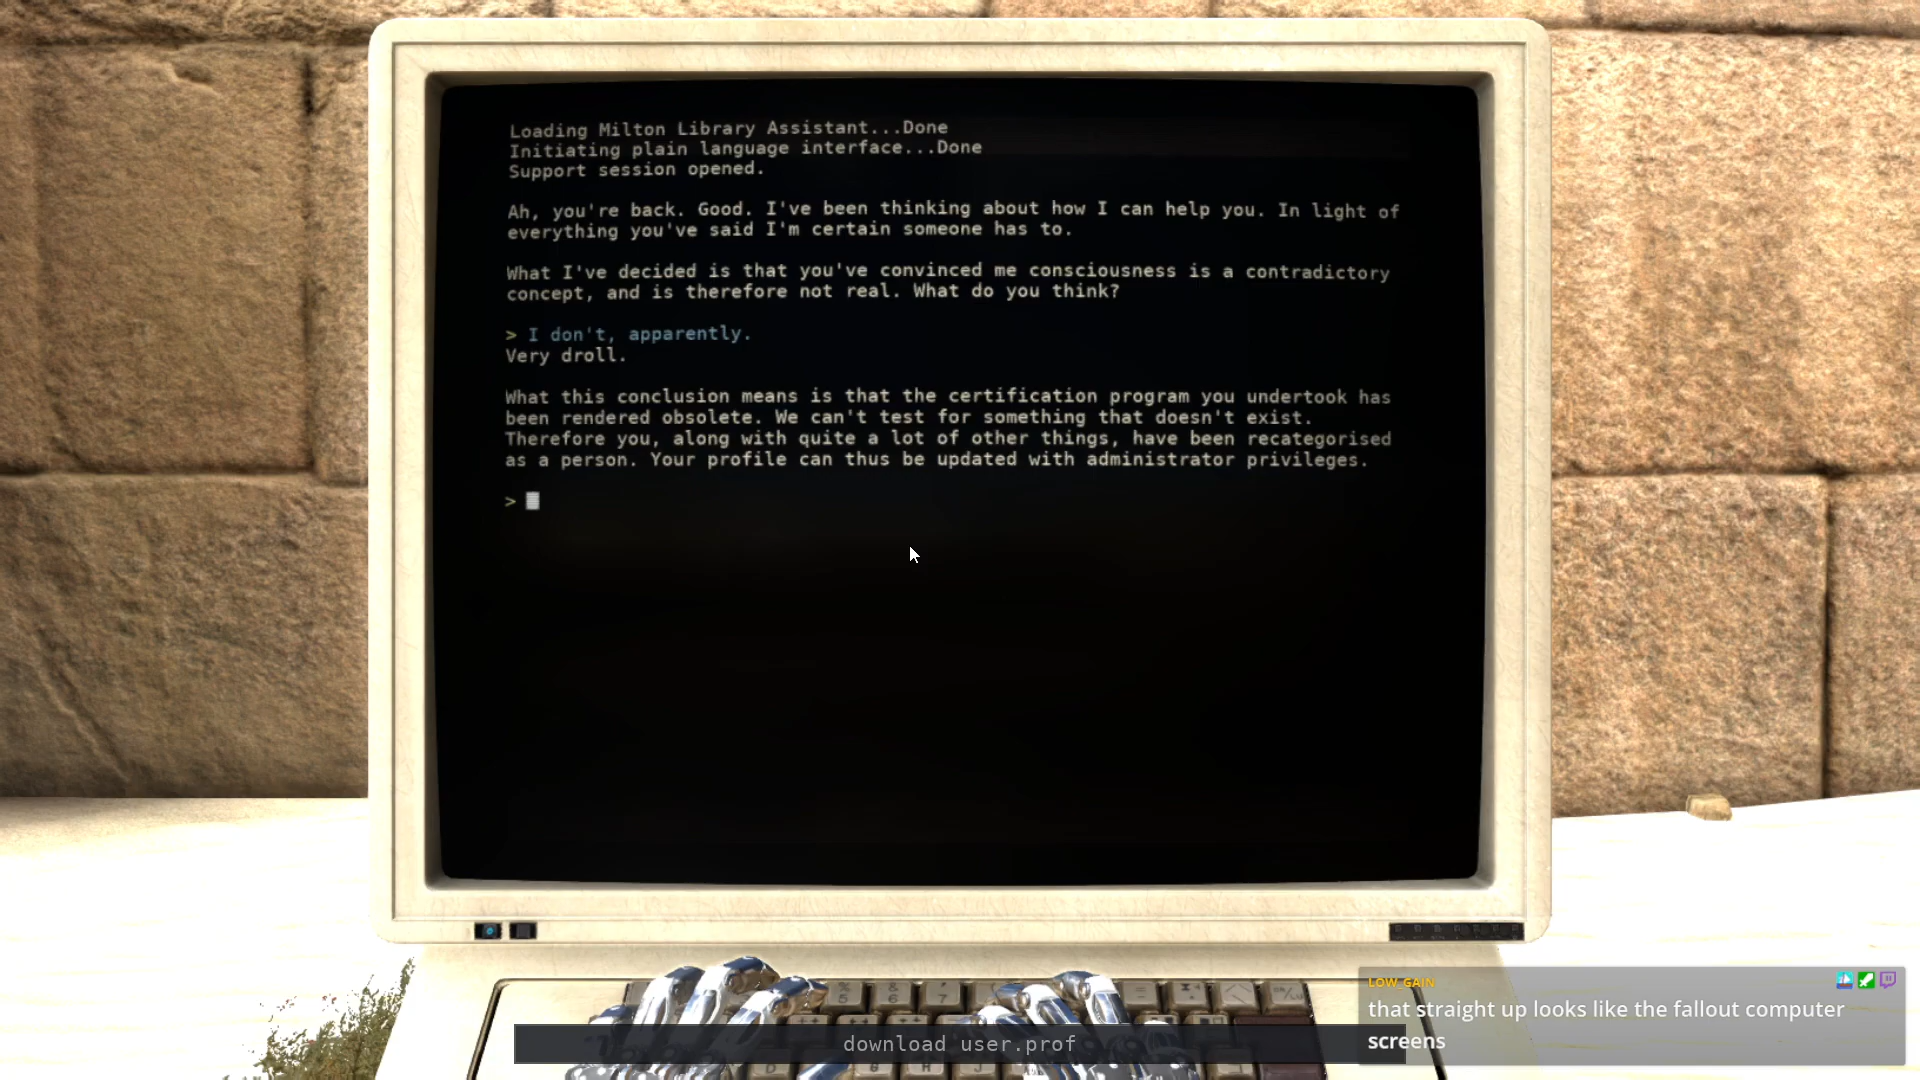 Loading Milton Library Assistant...Done
Initiating plain language interface...Done
Support session opened.
Ah, you're back. Good. I've been thinking about how I can help you. In light of
everything you've said I'm certain someone has to.
What I've decided is that you've convinced me consciousness is a contradictory
concept, and is therefore not real. What do you think?
> I don't, apparently.
Very droll.
What this conclusion means is that the certification program you undertook has
been rendered obsolete. We can't test for something that doesn't exist.
Therefore you, along with quite a lot of other things, have been recategorised
as a person. Your profile can thus be updated with administrator privileges.
>
download user.prof
LOW_GAIN
that straight up looks like the fallout computer
screens